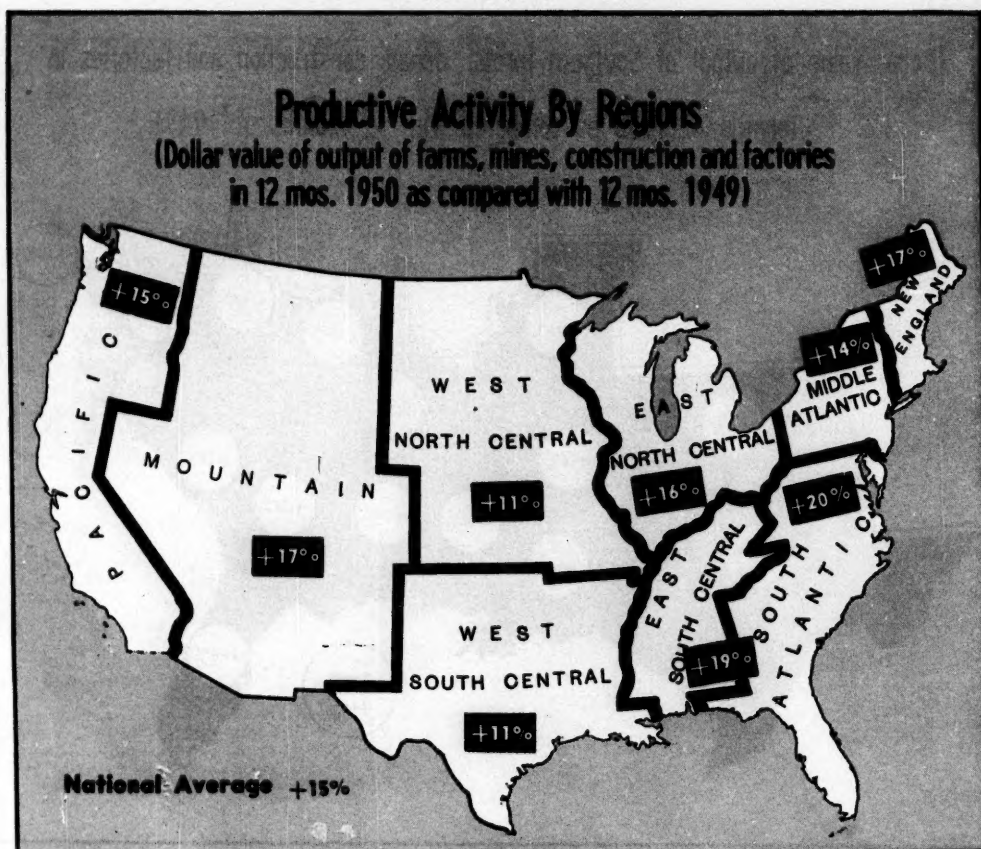 Productive Activity By Regions
(Dollar value of output of farms, mines, construction and factories
in 12 mos. 1950 as compared with 12 mos. 1949)
+15%
PACIFIC
MOUNTAIN
+17%
WEST
NORTH CENTRAL
+11%
WEST
SOUTH CENTRAL
+11%
EAST
NORTH CENTRAL
+16%
EAST
SOUTH CENTRAL
+19%
+17%
NEW
ENGLAND
+14%
MIDDLE
ATLANTIC
+20%
SOUTH
ATLANTIC
National Average +15%